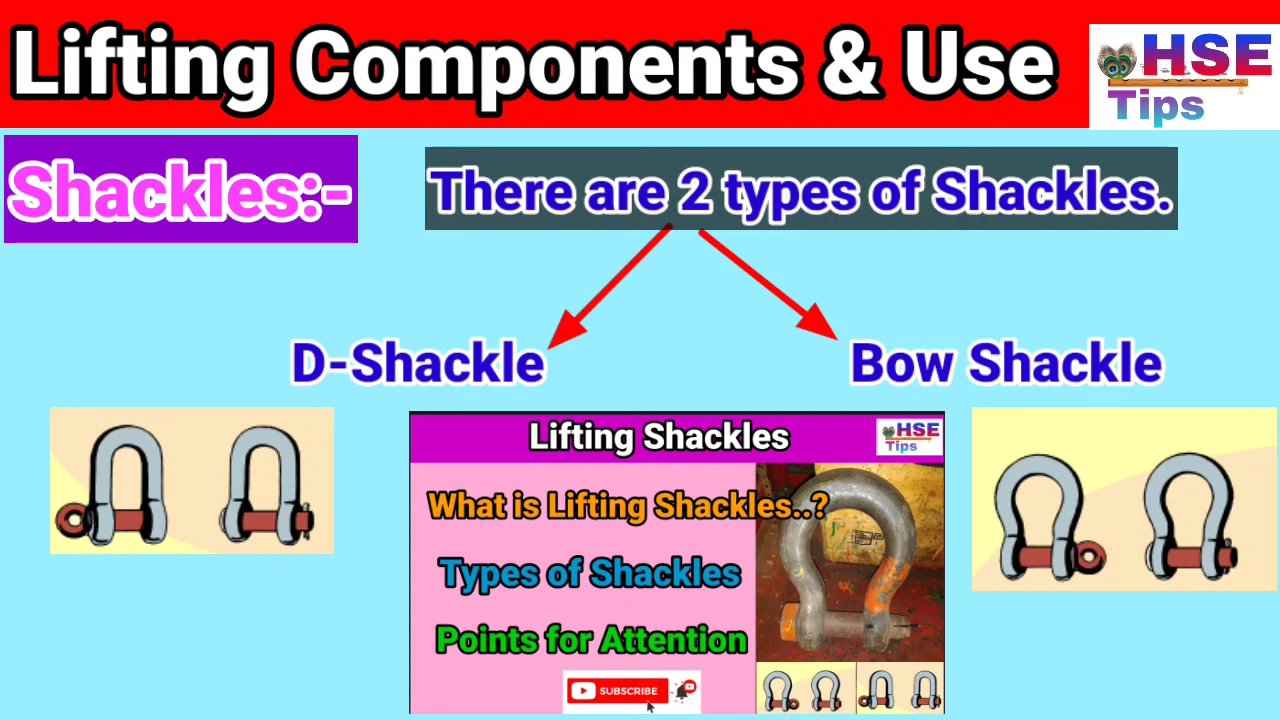 Lifting Components & Use
HSE
Tips
Shackles:-
There are 2 types of Shackles.
D-Shackle
Bow Shackle
Lifting Shackles
HSE
Tips
What is Lifting Shackles..?
Types of Shackles
Points for Attention
SUBSCRIBE